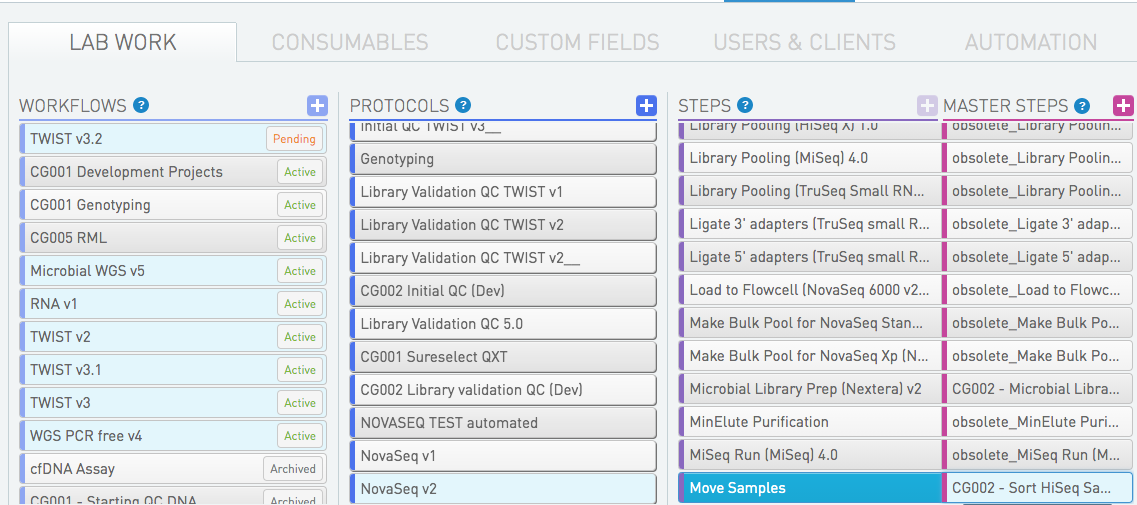 LAB WORK
CONSUMABLES
CUSTOM FIELDS
USERS & CLIENTS
AUTOMATION
WORKFLOWS ? +
TWIST v3.2 Pending
CG001 Development Projects Active
CG001 Genotyping Active
CG005 RML Active
Microbial WGS v5 Active
RNA v1 Active
TWIST v2 Active
TWIST v3.1 Active
TWIST v3 Active
WGS PCR free v4 Active
cfDNA Assay Archived
CG001 - Starting QC DNA Archived
PROTOCOLS ? +
Initial QC TWIST v3__
Genotyping
Library Validation QC TWIST v1
Library Validation QC TWIST v2
Library Validation QC TWIST v2__
CG002 Initial QC (Dev)
Library Validation QC 5.0
CG001 Sureselect QXT
CG002 Library validation QC (Dev)
NOVASEQ TEST automated
NovaSeq v1
NovaSeq v2
STEPS ? +
MASTER STEPS ? +
Library Pooling (HiSeq X) 1.0 obsolete_Library Poolin...
Library Pooling (MiSeq) 4.0 obsolete_Library Poolin...
Library Pooling (TruSeq Small RN... obsolete_Library Poolin...
Ligate 3' adapters (TruSeq small R... obsolete_Ligate 3' adap...
Ligate 5' adapters (TruSeq small R... obsolete_Ligate 5' adap...
Load to Flowcell (NovaSeq 6000 v2... obsolete_Load to Flowc...
Make Bulk Pool for NovaSeq Stan... obsolete_Make Bulk Po...
Make Bulk Pool for NovaSeq Xp (N... obsolete_Make Bulk Po...
Microbial Library Prep (Nextera) v2 CG002 - Microbial Libra...
MinElute Purification obsolete_MinElute Puri...
MiSeq Run (MiSeq) 4.0 obsolete_MiSeq Run (M...
Move Samples CG002 - Sort HiSeq Sa...